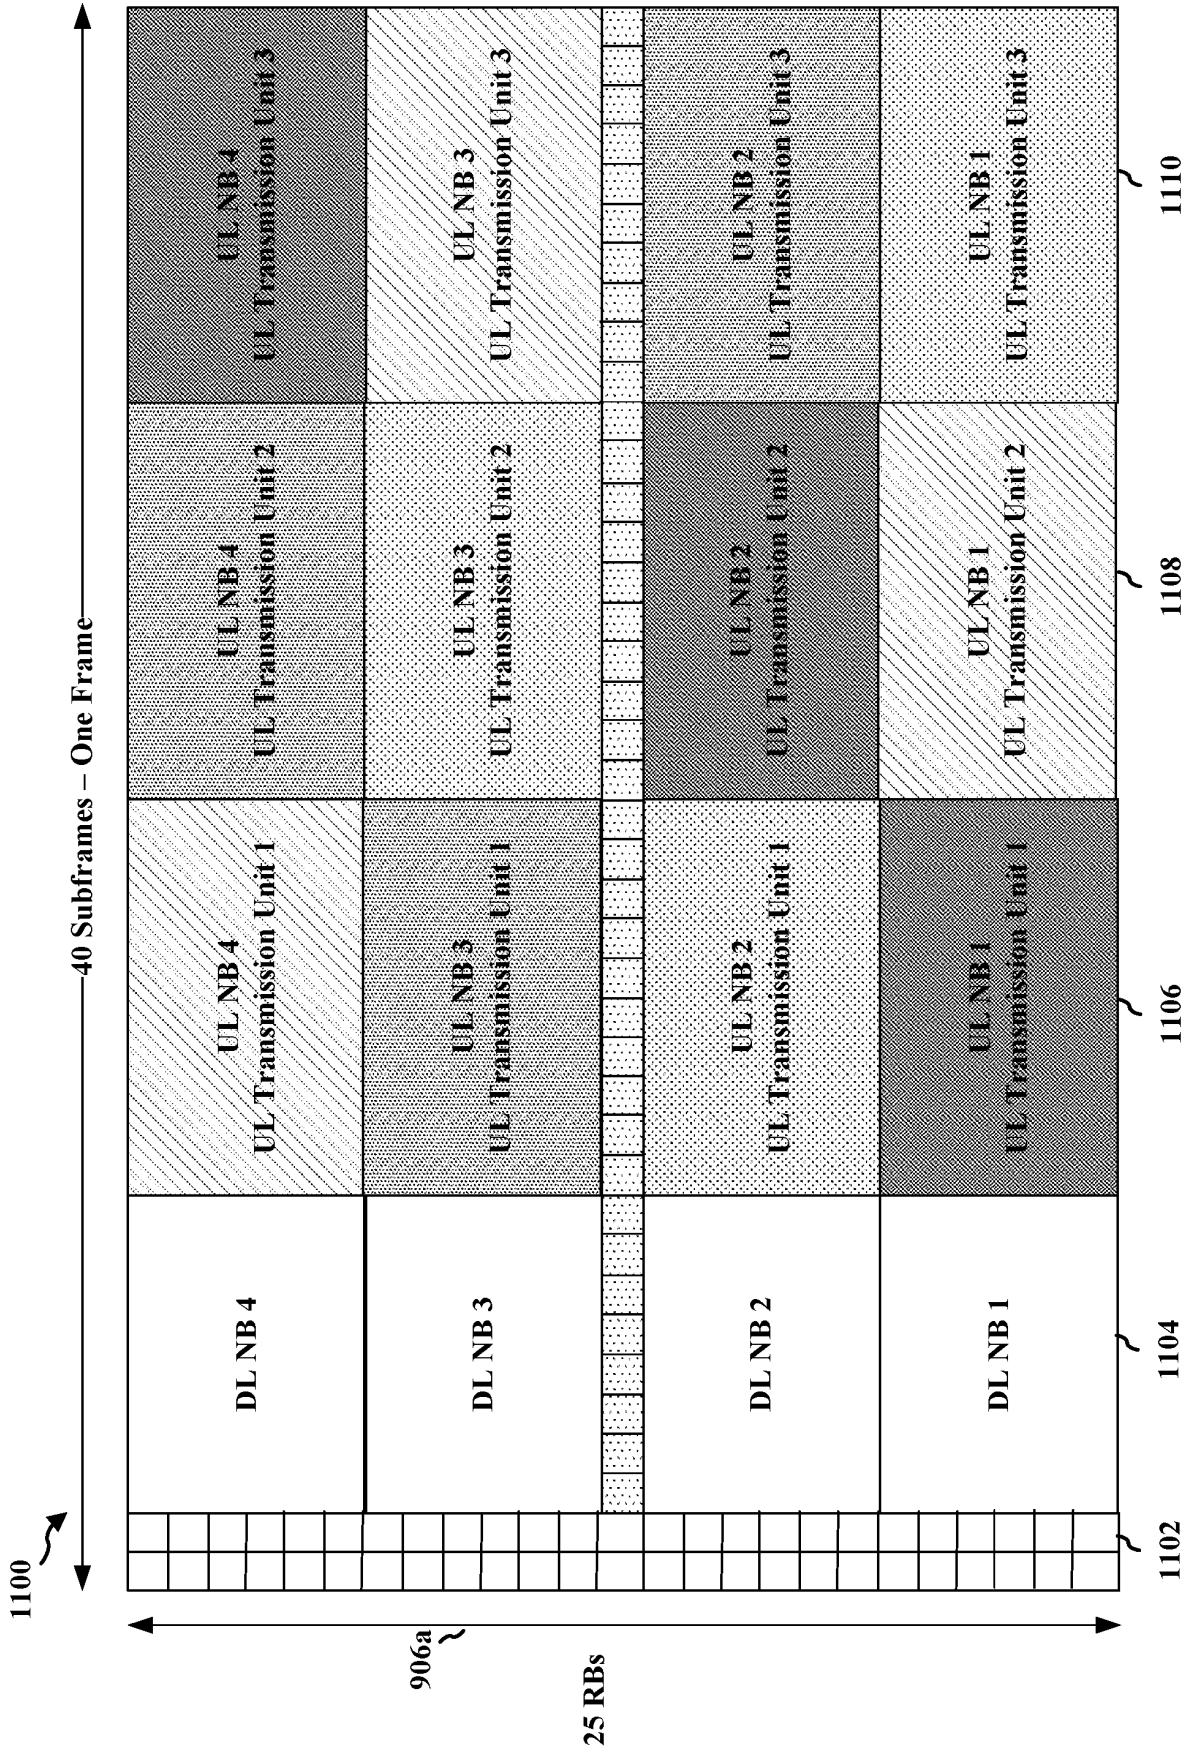 1100
40 Subframes – One Frame
906a
25 RBs
DL NB 4
UL NB 4
UL Transmission Unit 1
UL NB 4
UL Transmission Unit 2
UL NB 4
UL Transmission Unit 3
DL NB 3
UL NB 3
UL Transmission Unit 1
UL NB 3
UL Transmission Unit 2
UL NB 3
UL Transmission Unit 3
DL NB 2
UL NB 2
UL Transmission Unit 1
UL NB 2
UL Transmission Unit 2
UL NB 2
UL Transmission Unit 3
DL NB 1
UL NB 1
UL Transmission Unit 1
UL NB 1
UL Transmission Unit 2
UL NB 1
UL Transmission Unit 3
1102
1104
1106
1108
1110